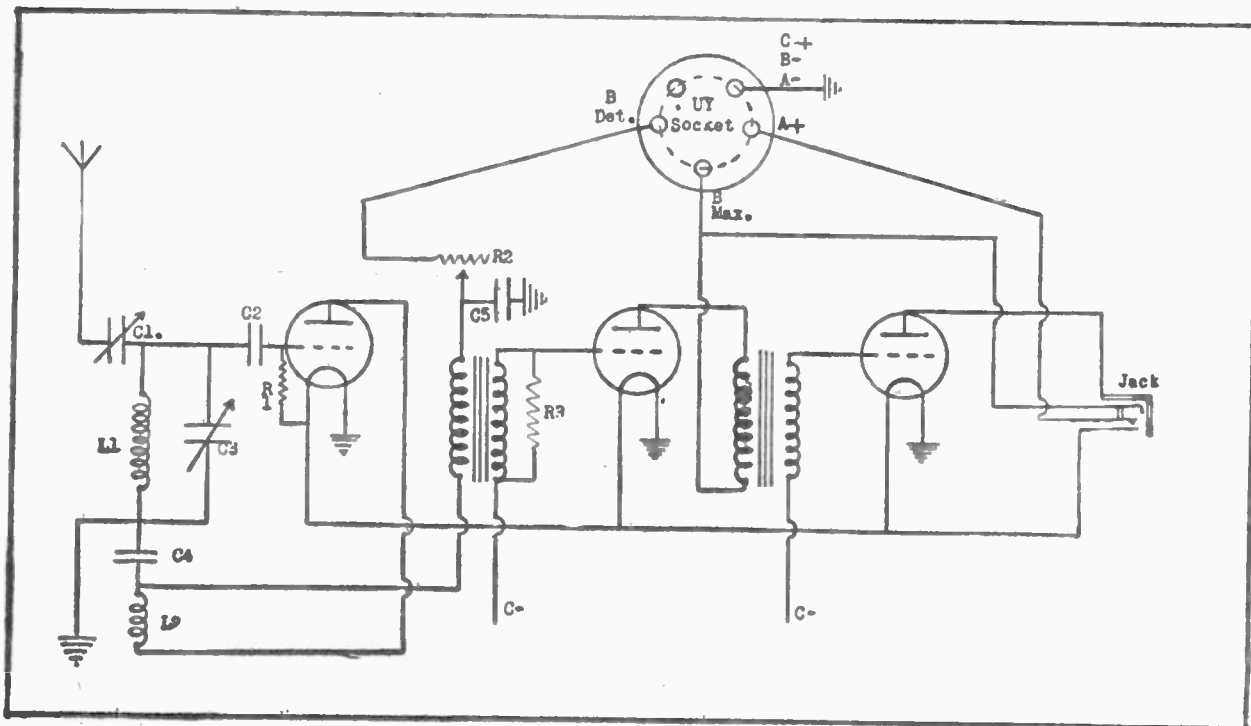 C+
B-
A-
B
Det.
UY
Socket
A+
B
Max.
R2
C1.
C2
C5
R
1
R3
Jack
L1
C3
C4
L2
C-
C-